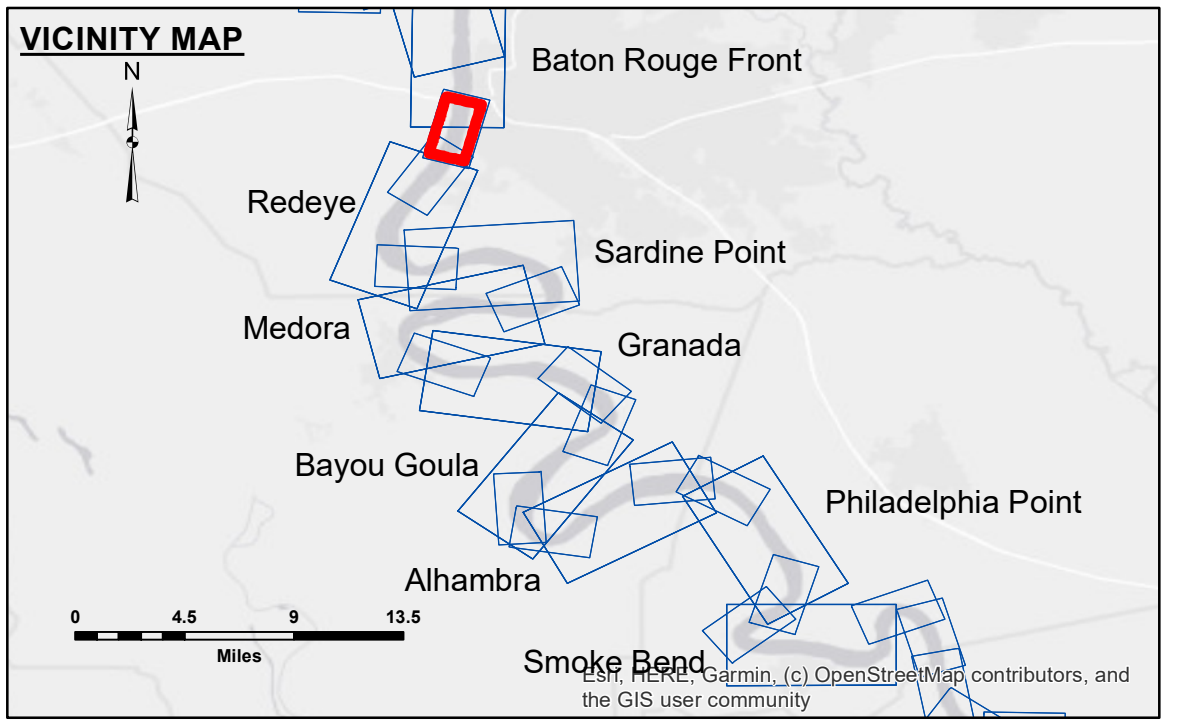 VICINITY MAP
N
Baton Rouge Front
Redeye
Sardine Point
Medora
Granada
Bayou Goula
Philadelphia Point
Alhambra
0 4.5 9 13.5
Miles
Smoke Bend
Esri, HERE, Garmin, (c) OpenStreetMap contributors, and
the GIS user community